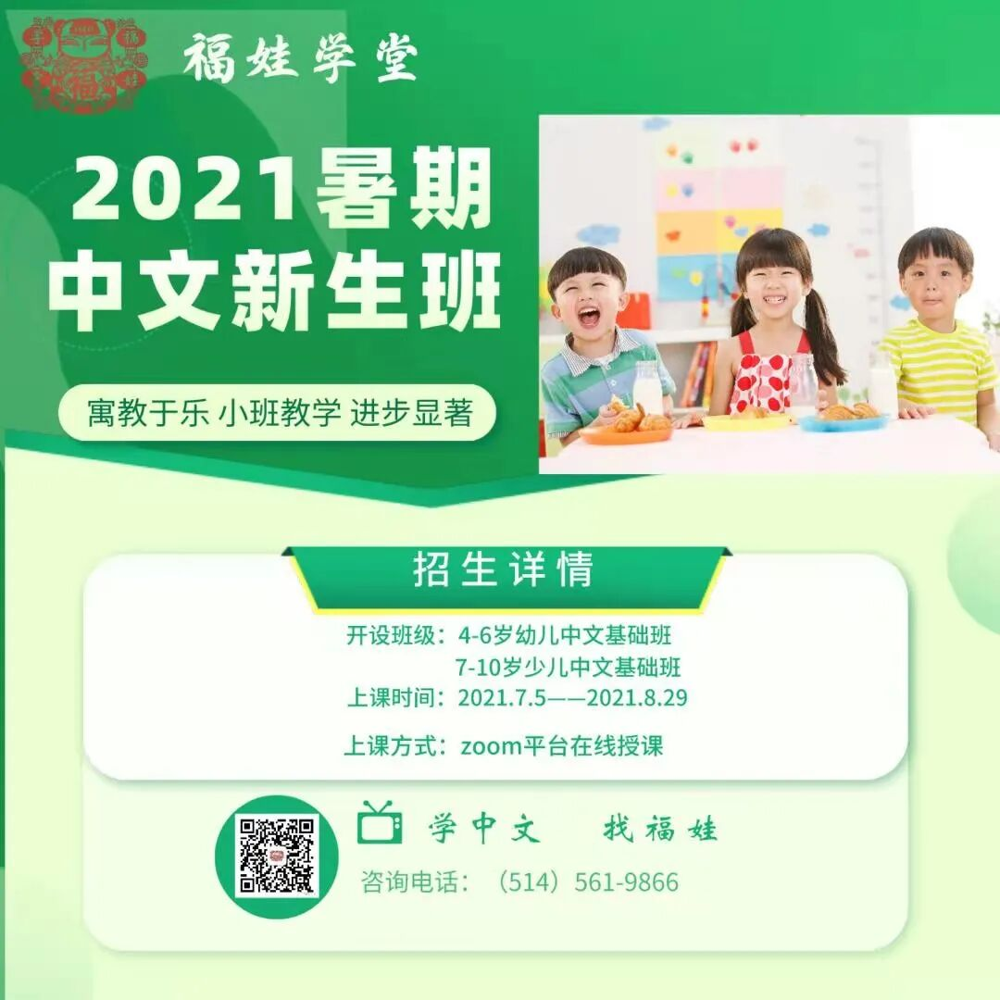 福娃学堂
2021暑期
中文新生班
寓教于乐 小班教学 进步显著
招生详情
开设班级：4-6岁幼儿中文基础班
7-10岁少儿中文基础班
上课时间：2021.7.5——2021.8.29
上课方式：zoom平台在线授课
学中文 找福娃
咨询电话：（514）561-9866